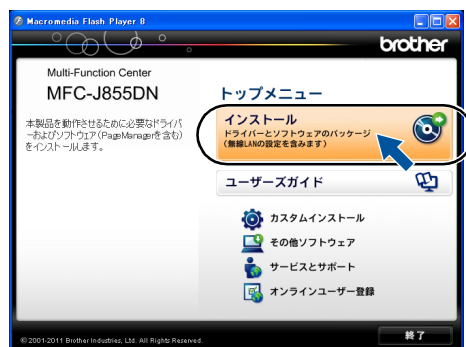 Macromedia Flash Player 8
brother
Multi-Function Center
MFC-J855DN
本製品を動作させるために必要なドライバ
ーおよびソフトウェア(PageManagerを含む)
をインストールします。
トップメニュー
インストール
ドライバーとソフトウェアのパッケージ
(無線LANの設定を含みます)
ユーザーズガイド
カスタムインストール
その他ソフトウェア
サービスとサポート
オンラインユーザー登録
© 2001-2011 Brother Industries, Ltd. All Rights Reserved.
終了